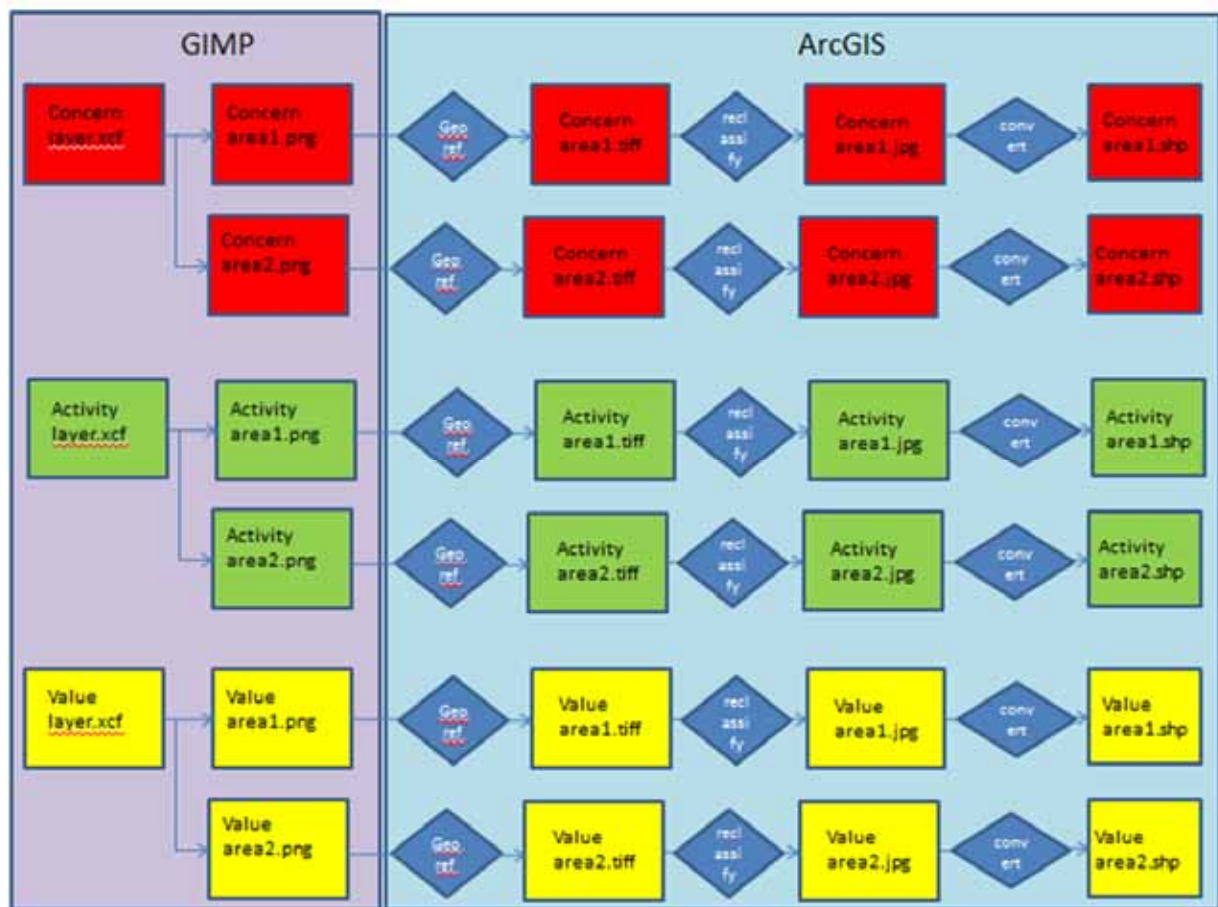 GIMP
ArcGIS
Concern
layer.xcf
Concern
area1.png
Geo
ref.
Concern
area1.tiff
recl
assi
fy
Concern
area1.jpg
conv
ert
Concern
area1.shp
Concern
area2.png
Geo
ref.
Concern
area2.tiff
recl
assi
fy
Concern
area2.jpg
conv
ert
Concern
area2.shp
Activity
layer.xcf
Activity
area1.png
Geo
ref.
Activity
area1.tiff
recl
assi
fy
Activity
area1.jpg
conv
ert
Activity
area1.shp
Activity
area2.png
Geo
ref.
Activity
area2.tiff
recl
assi
fy
Activity
area2.jpg
conv
ert
Activity
area2.shp
Value
layer.xcf
Value
area1.png
Geo
ref.
Value
area1.tiff
recl
assi
fy
Value
area1.jpg
conv
ert
Value
area1.shp
Value
area2.png
Geo
ref.
Value
area2.tiff
recl
assi
fy
Value
area2.jpg
conv
ert
Value
area2.shp